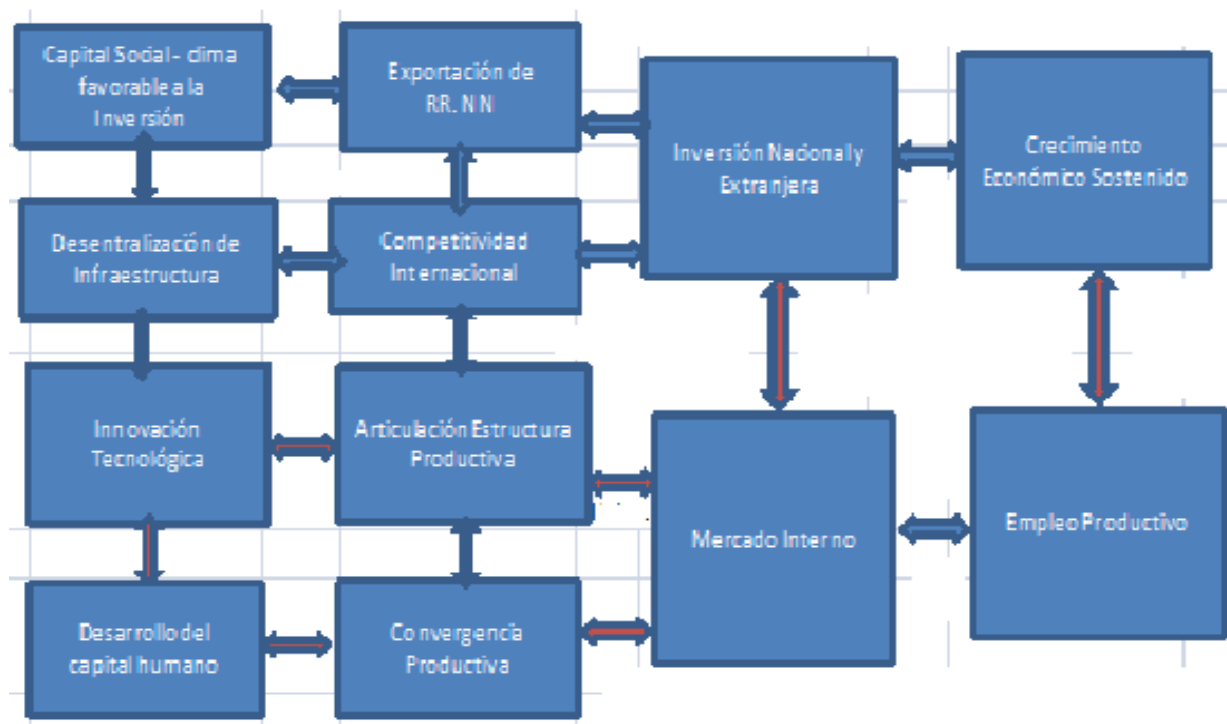 Capital Social - clima
favorable a la
Inversión
Exportación de
RR. NN
Inversión Nacional y
Extranjera
Crecimiento
Económico Sostenido
Desentralización de
Infraestructura
Competitividad
Internacional
Innovación
Tecnológica
Articulación Estructura
Productiva
Mercado Interno
Empleo Productivo
Desarrollo del
capital humano
Convergencia
Productiva